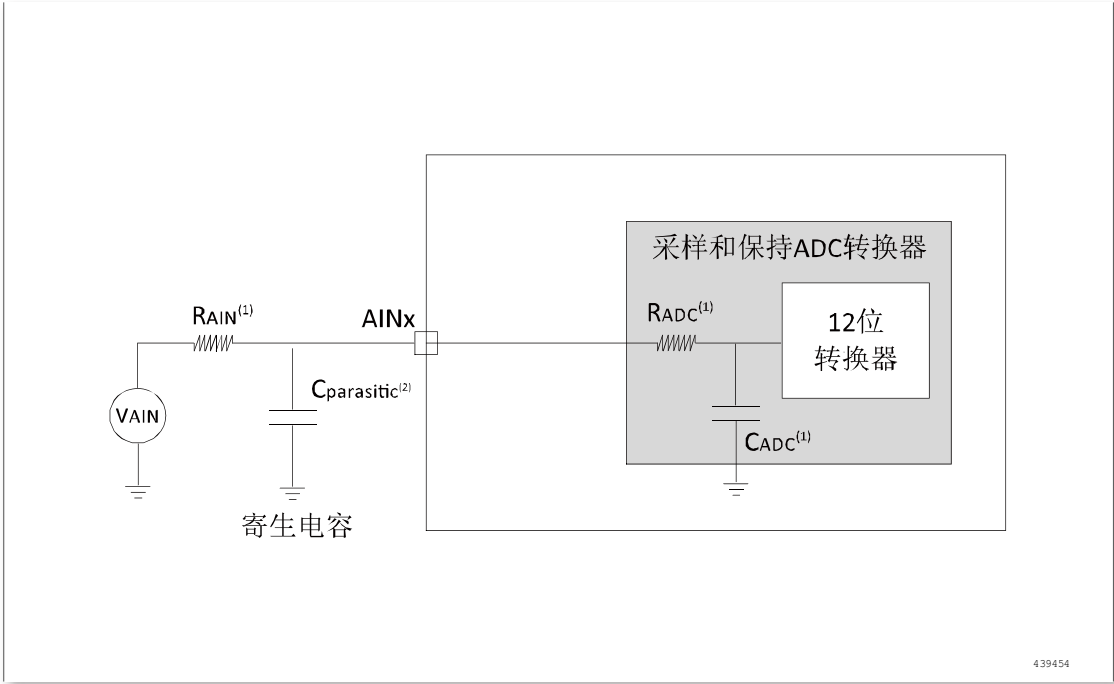 采样和保持ADC转换器
RAIN(1)
AINx
RADC(1)
12位
转换器
Cparasitic(2)
VAIN
CADC(1)
寄生电容
439454